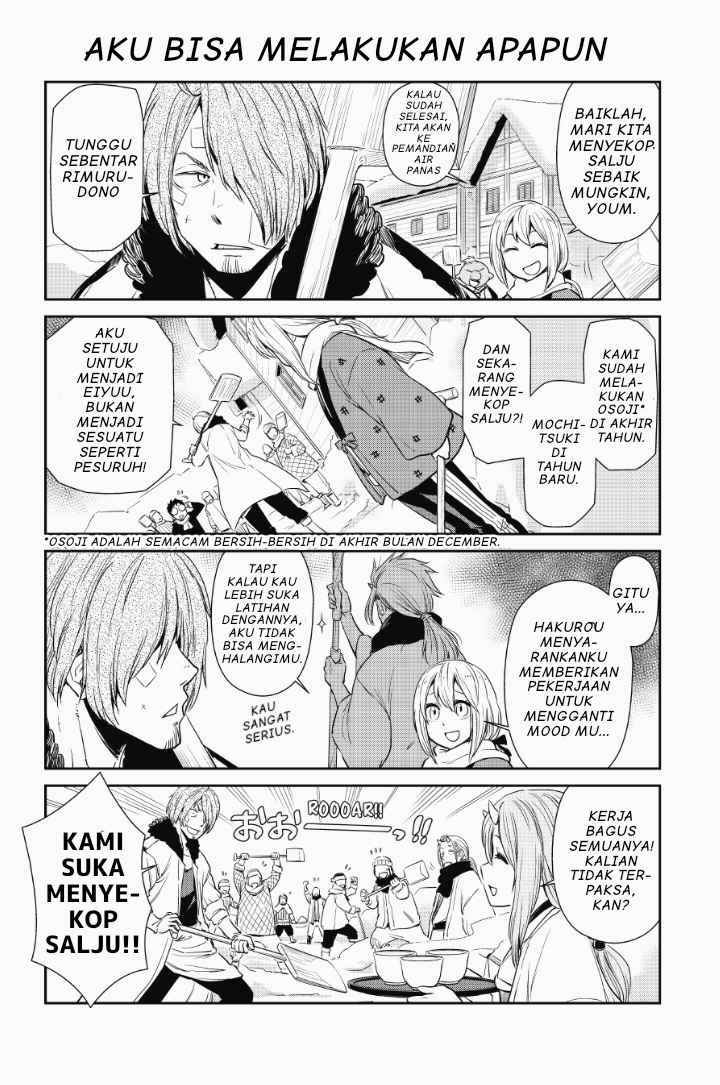 AKU BISA MELAKUKAN APAPUN
BAIKLAH,
MARI KITA
MENYEKOP
SALJU
SEBAIK
MUNGKIN,
YOUM.
KALAU
SUDAH
SELESAI,
KITA AKAN
KE
PEMANDIAN
AIR
PANAS
TUNGGU
SEBENTAR
RIMURU-
DONO
KAMI
SUDAH
MELA-
KUKAN
OSOJI*
DI AKHIR
TAHUN.
MOCHI-
TSUKI
DI
TAHUN
BARU.
DAN
SEKA-
RANG
MENYE-
KOP
SALJU?!
AKU
SETUJU
UNTUK
MENJADI
EIYUU,
BUKAN
MENJADI
SESUATU
SEPERTI
PESURUH!
*OSOJI ADALAH SEMACAM BERSIH-BERSIH DI AKHIR BULAN DECEMBER.
GITU
YA...
HAKUROU
MENYA-
RANKANKU
MEMBERIKAN
PEKERJAAN
UNTUK
MENGGANTI
MOOD MU...
TAPI
KALAU KAU
LEBIH SUKA
LATIHAN
DENGANNYA,
AKU TIDAK
BISA MENG-
HALANGIMU.
KAU
SANGAT
SERIUS.
KERJA
BAGUS
SEMUANYA!
KALIAN
TIDAK TER-
PAKSA,
KAN?
ROOOAR!!
おおーっ!!
KAMI
SUKA
MENYE-
KOP
SALJU!!